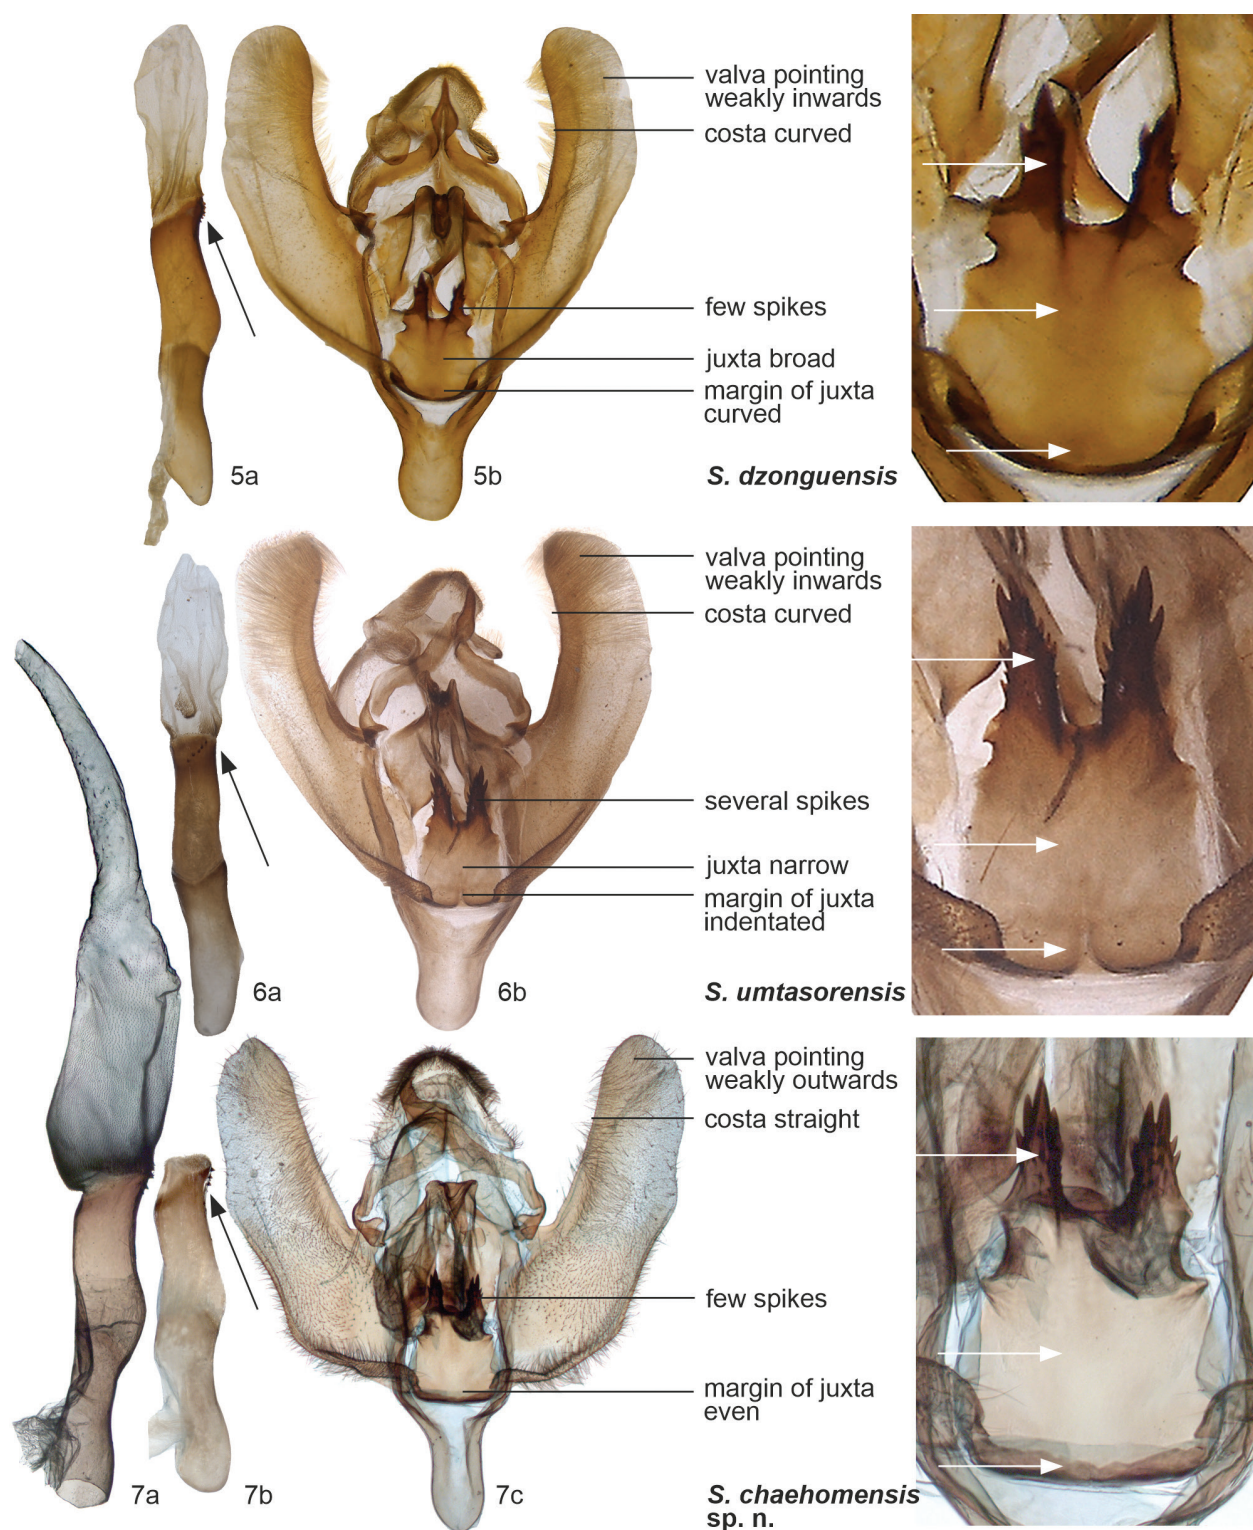 valva pointing
weakly inwards
costa curved
few spikes
juxta broad
margin of juxta
curved
5a
5b
S. dzonguensis
valva pointing
weakly inwards
costa curved
several spikes
juxta narrow
margin of juxta
indentated
6a
6b
S. umtasorensis
valva pointing
weakly outwards
costa straight
few spikes
margin of juxta
even
7a
7b
7c
S. chaehomensis
sp. n.